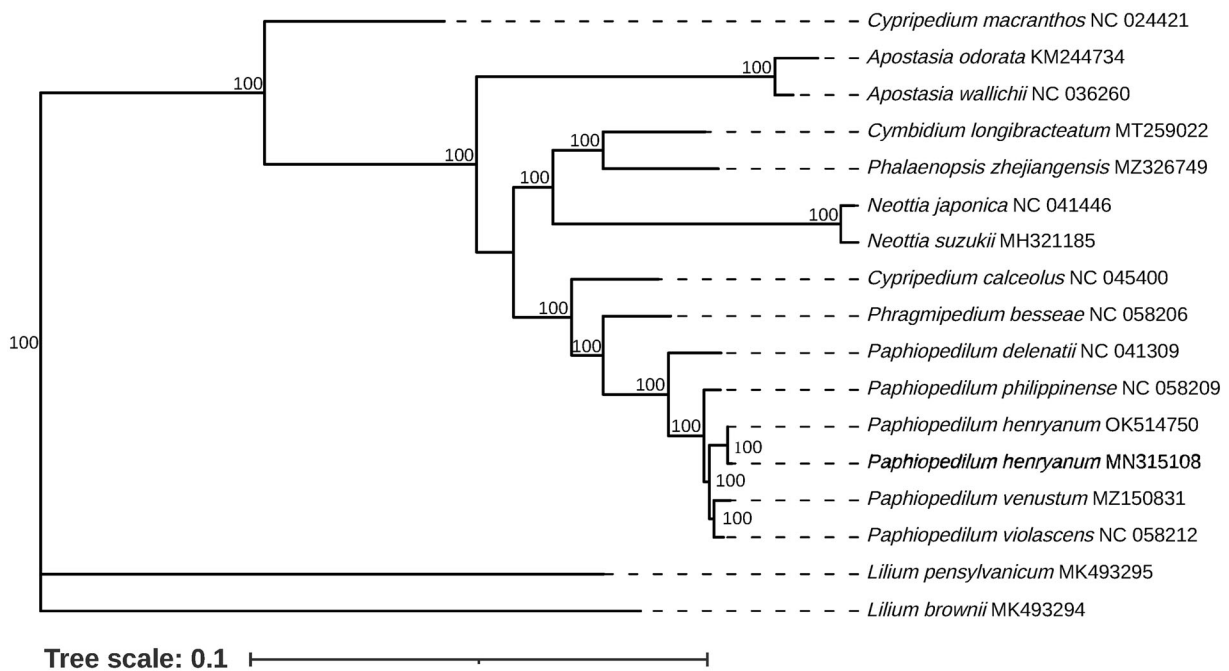 Cypripedium macranthos NC 024421
Apostasia odorata KM244734
100
100
Apostasia wallichii NC 036260
Cymbidium longibracteatum MT259022
100
100
Phalaenopsis zhejiangensis MZ326749
100
Neottia japonica NC 041446
100
Neottia suzukii MH321185
Cypripedium calceolus NC 045400
100
Phragmipedium besseae NC 058206
100
100
Paphiopedilum delenatii NC 041309
100
Paphiopedilum philippinense NC 058209
100
Paphiopedilum henryanum OK514750
100
Paphiopedilum henryanum MN315108
100
Paphiopedilum venustum MZ150831
100
Paphiopedilum violascens NC 058212
Lilium pensylvanicum MK493295
Lilium brownii MK493294
Tree scale: 0.1